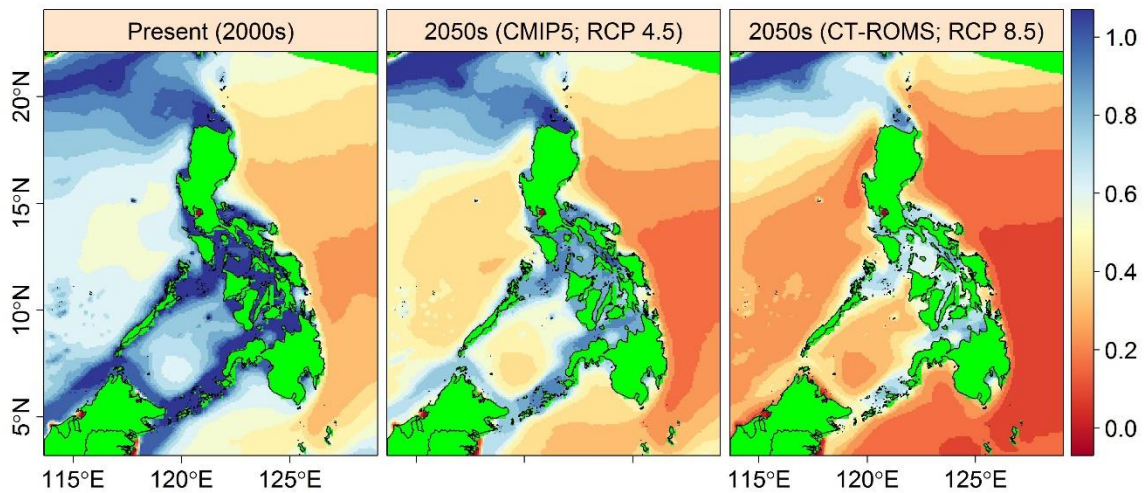 Present (2000s)
2050s (CMIP5; RCP 4.5)
2050s (CT-ROMS; RCP 8.5)
20°N
15°N
10°N
5°N
1.0
0.8
0.6
0.4
0.2
0.0
115°E 120°E 125°E
115°E 120°E 125°E